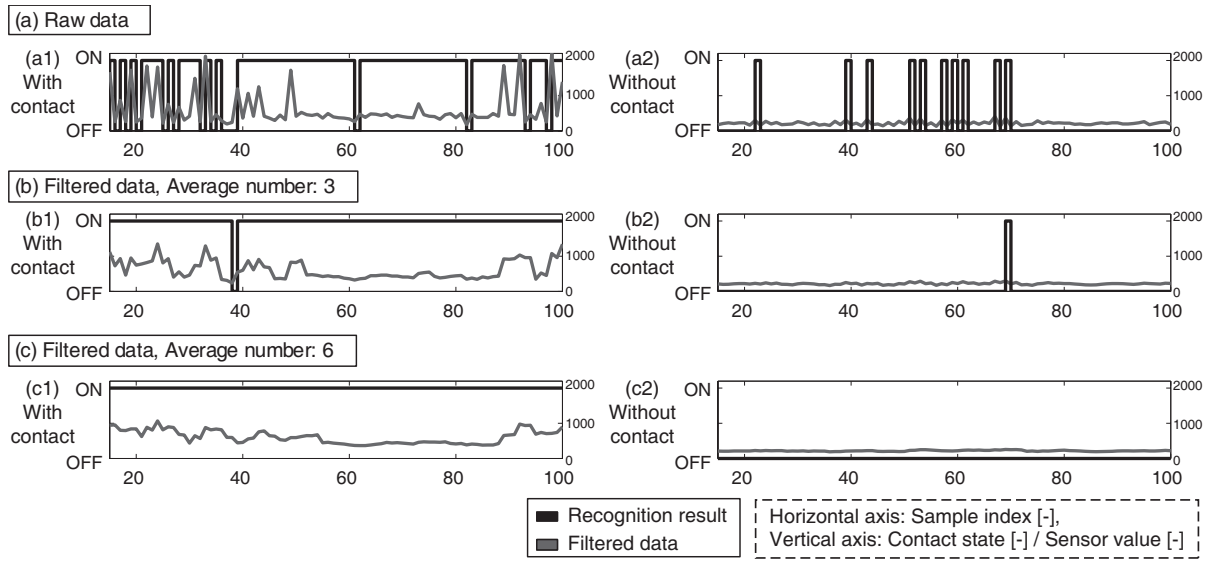 (a) Raw data
(a1)
With
contact
ON
OFF
2000
1000
0
20 40 60 80 100
(a2)
Without
contact
ON
OFF
2000
1000
0
20 40 60 80 100
(b) Filtered data, Average number: 3
(b1)
With
contact
ON
OFF
2000
1000
0
20 40 60 80 100
(b2)
Without
contact
ON
OFF
2000
1000
0
20 40 60 80 100
(c) Filtered data, Average number: 6
(c1)
With
contact
ON
OFF
2000
1000
0
20 40 60 80 100
(c2)
Without
contact
ON
OFF
2000
1000
0
20 40 60 80 100
Recognition result
Filtered data
Horizontal axis: Sample index [-],
Vertical axis: Contact state [-] / Sensor value [-]